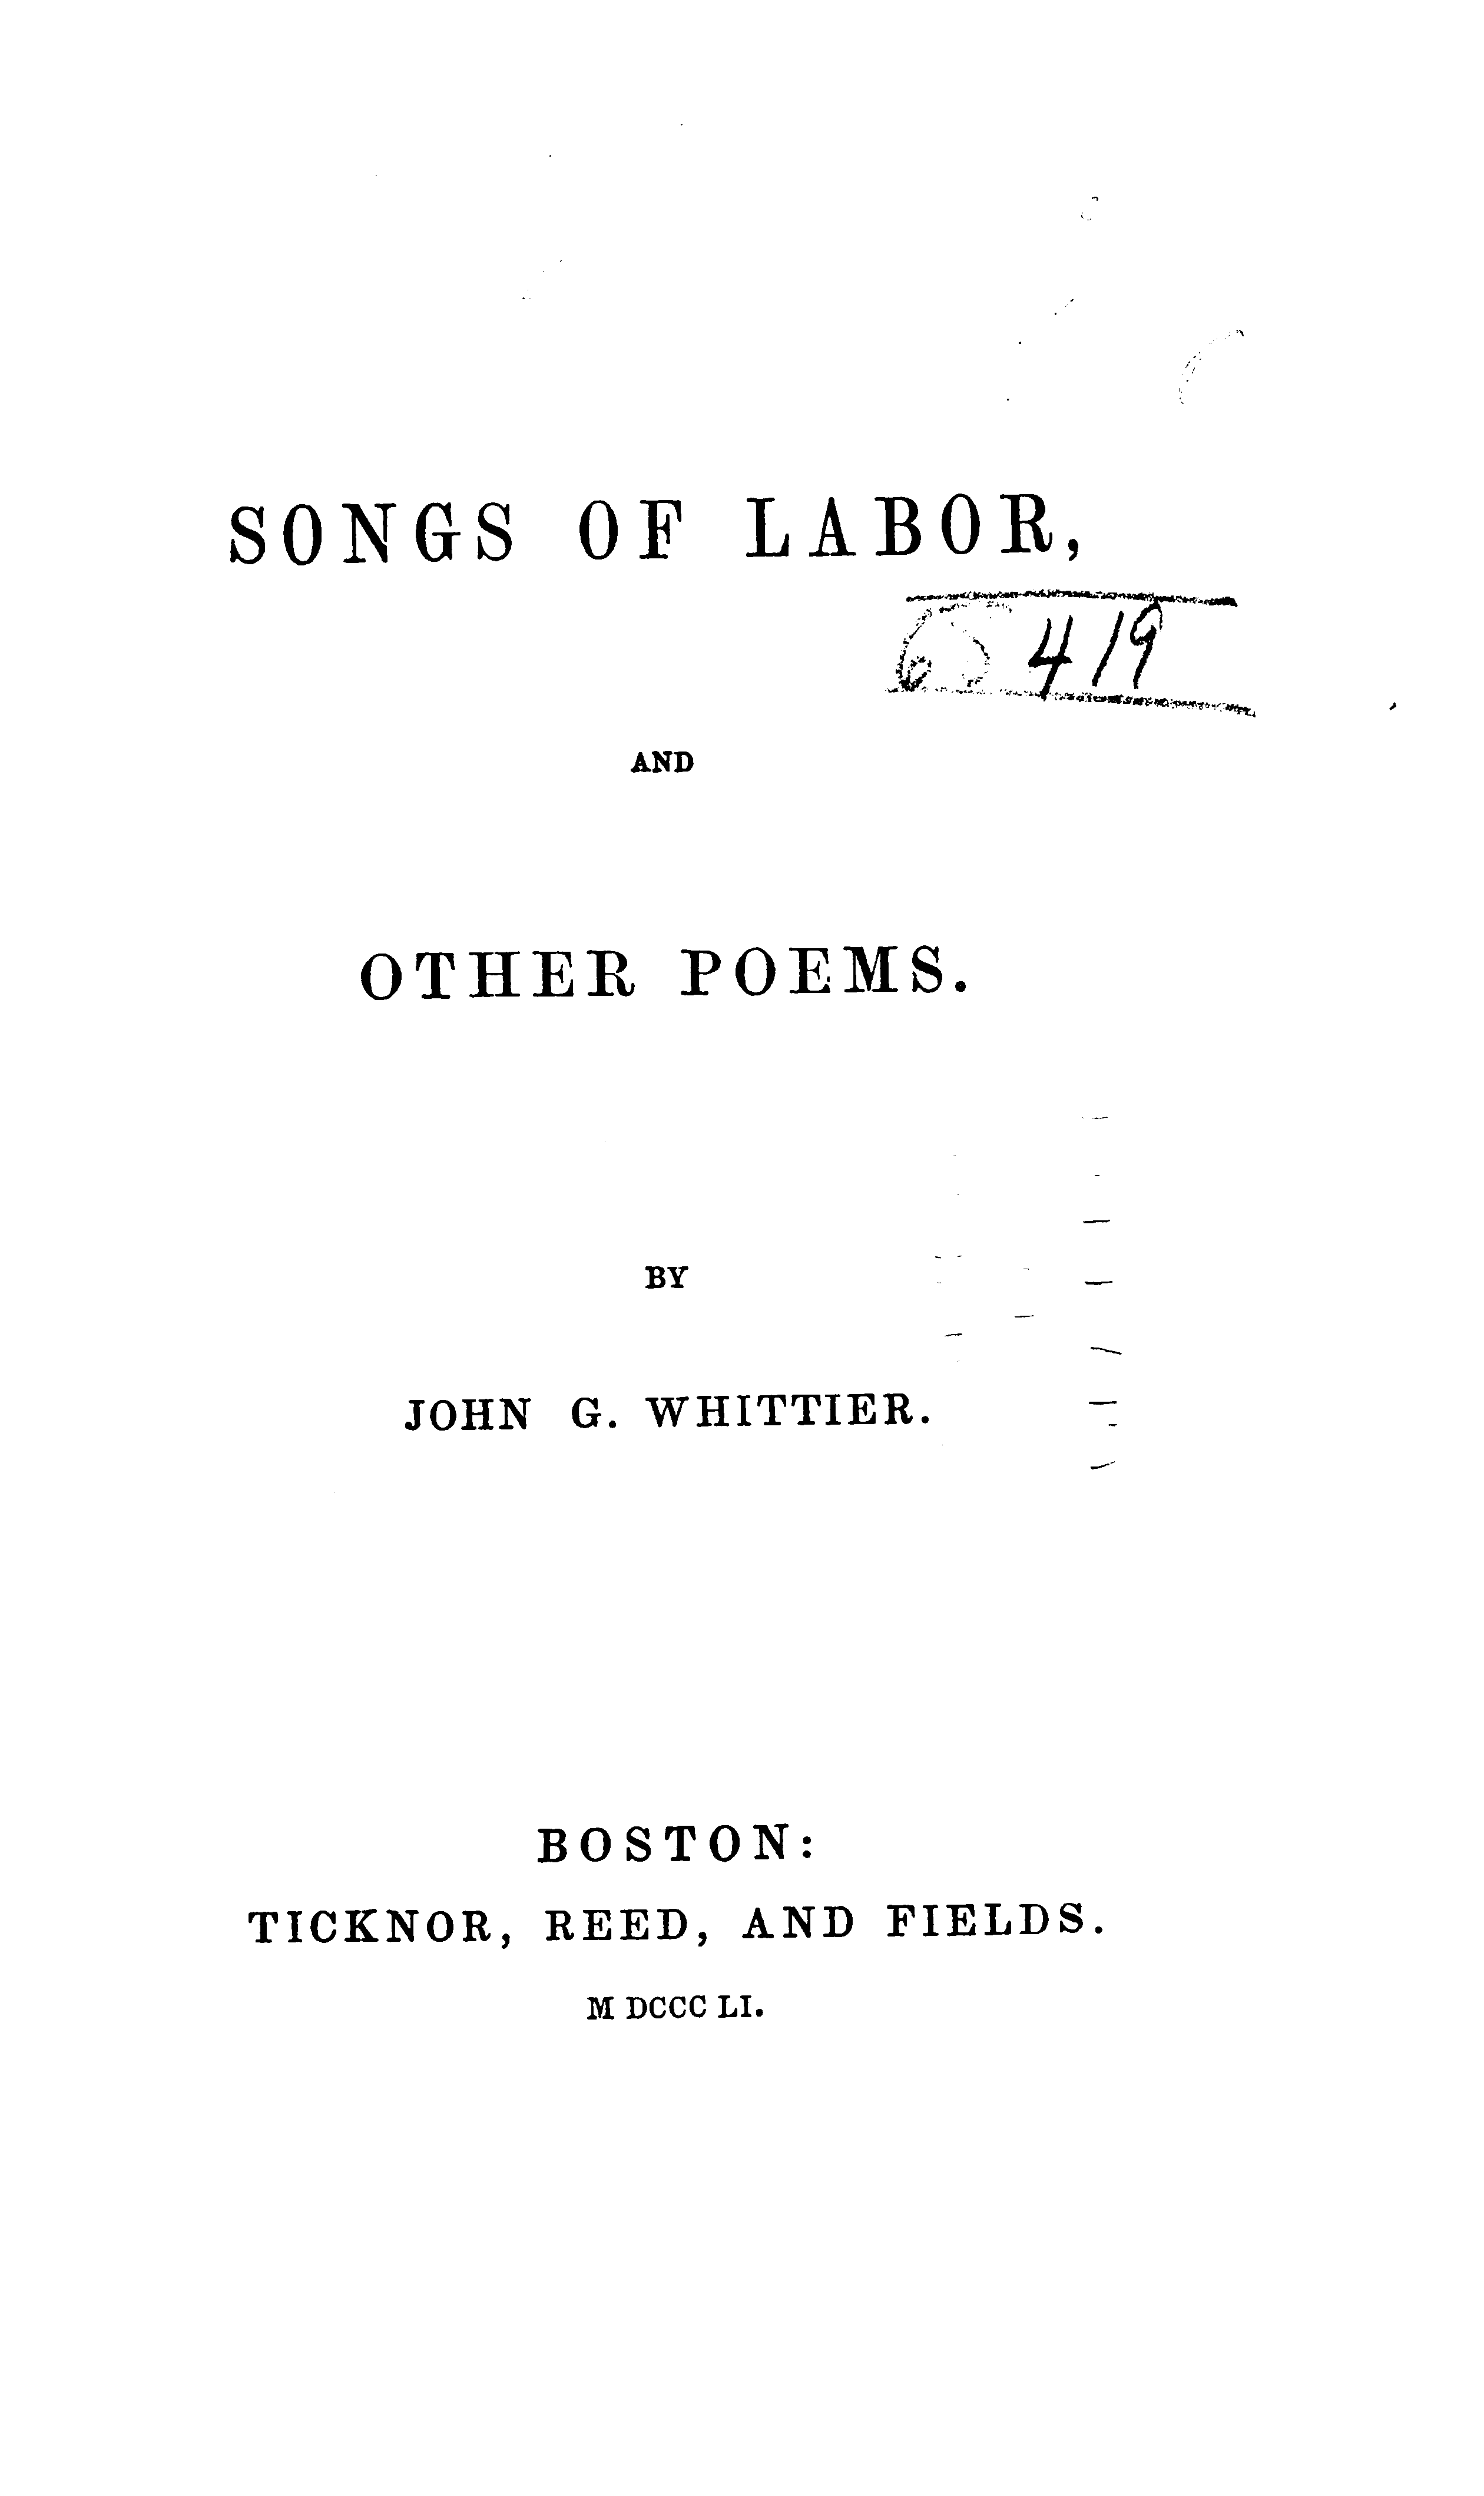 SONGS OF LABOR,
65419
AND
OTHER POEMS.
BY
JOHN G. WHITTIER.
BOSTON:
TICKNOR, REED, AND FIELDS.
M DCCC LI.